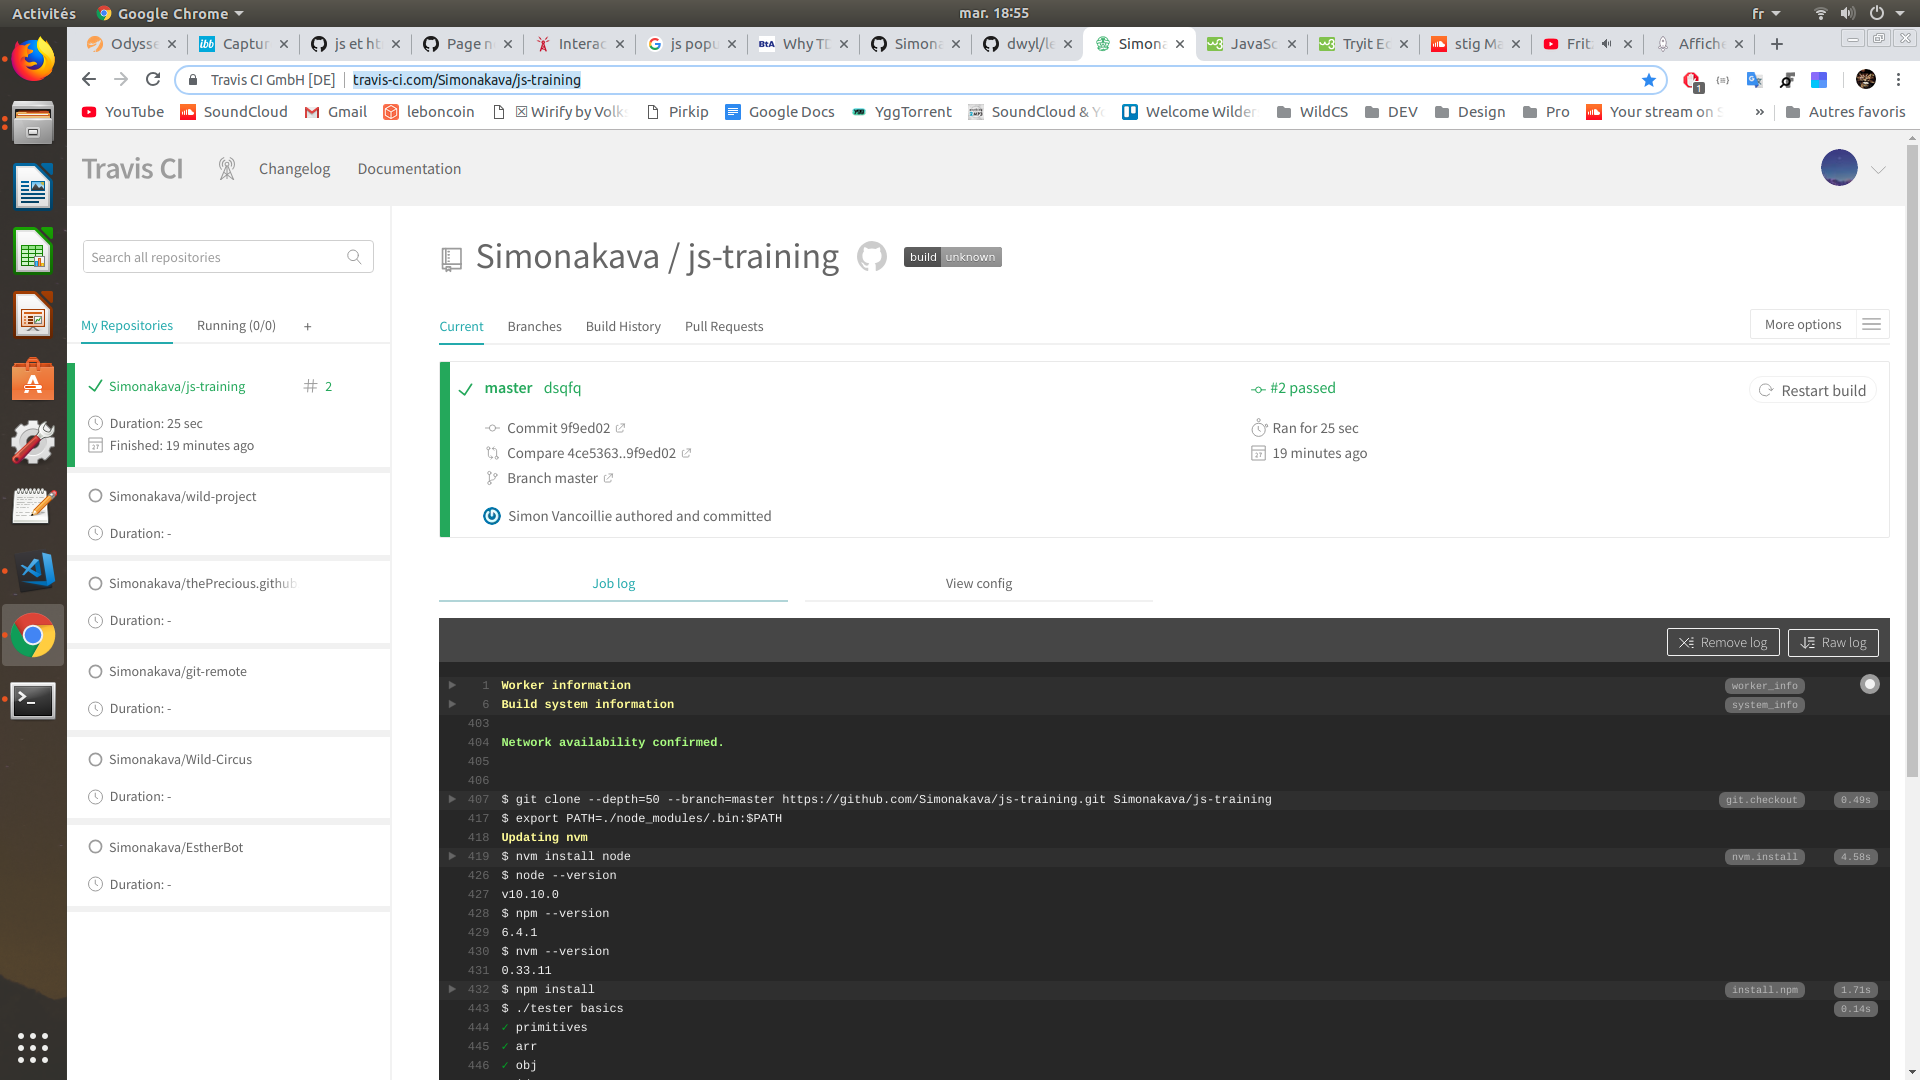 Activités Google Chrome mar. 18:55 fr
Odysse Captur js et ht Page n Interac js popu Why TD Simona dwyl/le Simona JavaSc Tryit Ec stig Ma Frit Affiche
Travis CI GmbH [DE] travis-ci.com/Simonakava/js-training
YouTube SoundCloud Gmail leboncoin Wirify by Volk Pirkip Google Docs YggTorrent SoundCloud & Yo Welcome Wilder WildCS DEV Design Pro Your stream on S » Autres favoris
Travis CI Changelog Documentation
Search all repositories
Simonakava / js-training build unknown
My Repositories Running (0/0) +
Current Branches Build History Pull Requests More options
Simonakava/js-training # 2
Duration: 25 sec
Finished: 19 minutes ago
master dsqfq #2 passed Restart build
Commit 9f9ed02 Ran for 25 sec
Compare 4ce5363..9f9ed02 19 minutes ago
Branch master
Simon Vancoillie authored and committed
Simonakava/wild-project
Duration: -
Simonakava/thePrecious.github
Duration: -
Simonakava/git-remote
Duration: -
Simonakava/Wild-Circus
Duration: -
Simonakava/EstherBot
Duration: -
Job log View config
Remove log Raw log
1 Worker information worker_info
6 Build system information system_info
403
404 Network availability confirmed.
405
406
407 $ git clone --depth=50 --branch=master https://github.com/Simonakava/js-training.git Simonakava/js-training git.checkout 0.49s
417 $ export PATH=./node_modules/.bin:$PATH
418 Updating nvm
419 $ nvm install node nvm.install 4.58s
426 $ node --version
427 v10.10.0
428 $ npm --version
429 6.4.1
430 $ nvm --version
431 0.33.11
432 $ npm install install.npm 1.71s
443 $ ./tester basics 0.14s
444 ✓ primitives
445 ✓ arr
446 ✓ obj